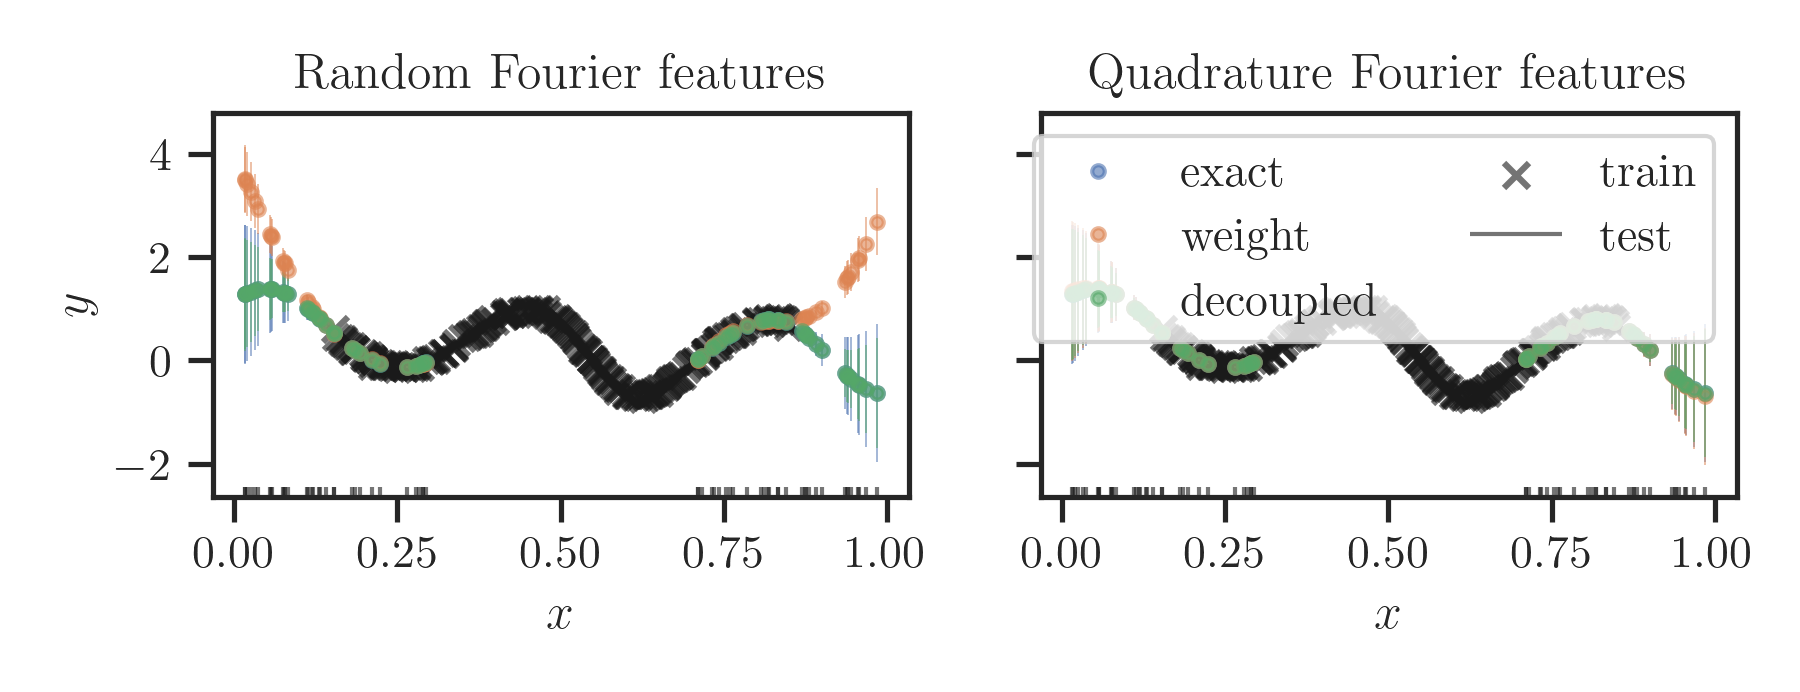 Random Fourier features
Quadrature Fourier features
y
4
2
0
−2
0.00 0.25 0.50 0.75 1.00
x
exact
weight
decoupled
train
test
0.00 0.25 0.50 0.75 1.00
x